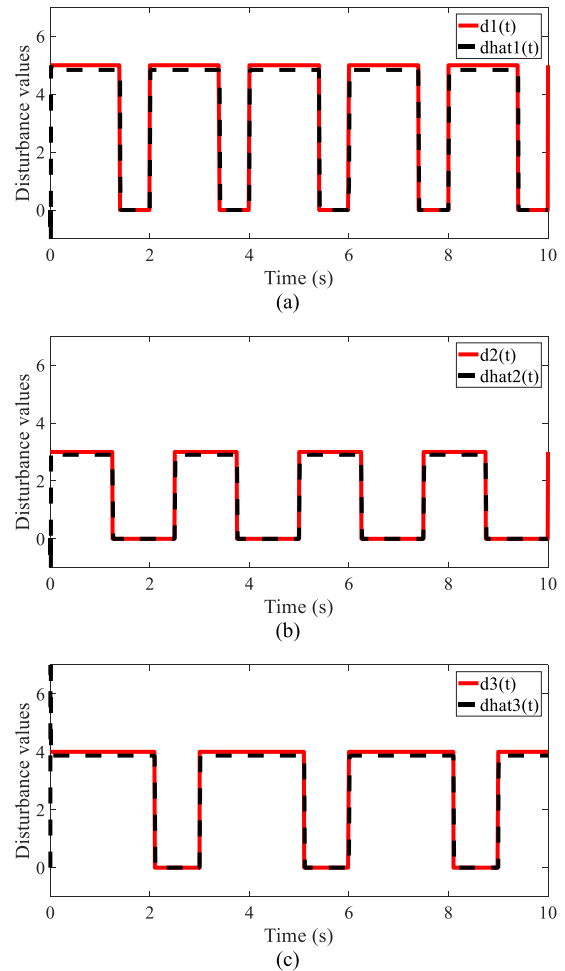 d1(t)
dhat1(t)
Disturbance values
6
4
2
0
0 2 4 6 8 10
Time (s)
(a)
d2(t)
dhat2(t)
Disturbance values
6
4
2
0
0 2 4 6 8 10
Time (s)
(b)
d3(t)
dhat3(t)
Disturbance values
6
4
2
0
0 2 4 6 8 10
Time (s)
(c)